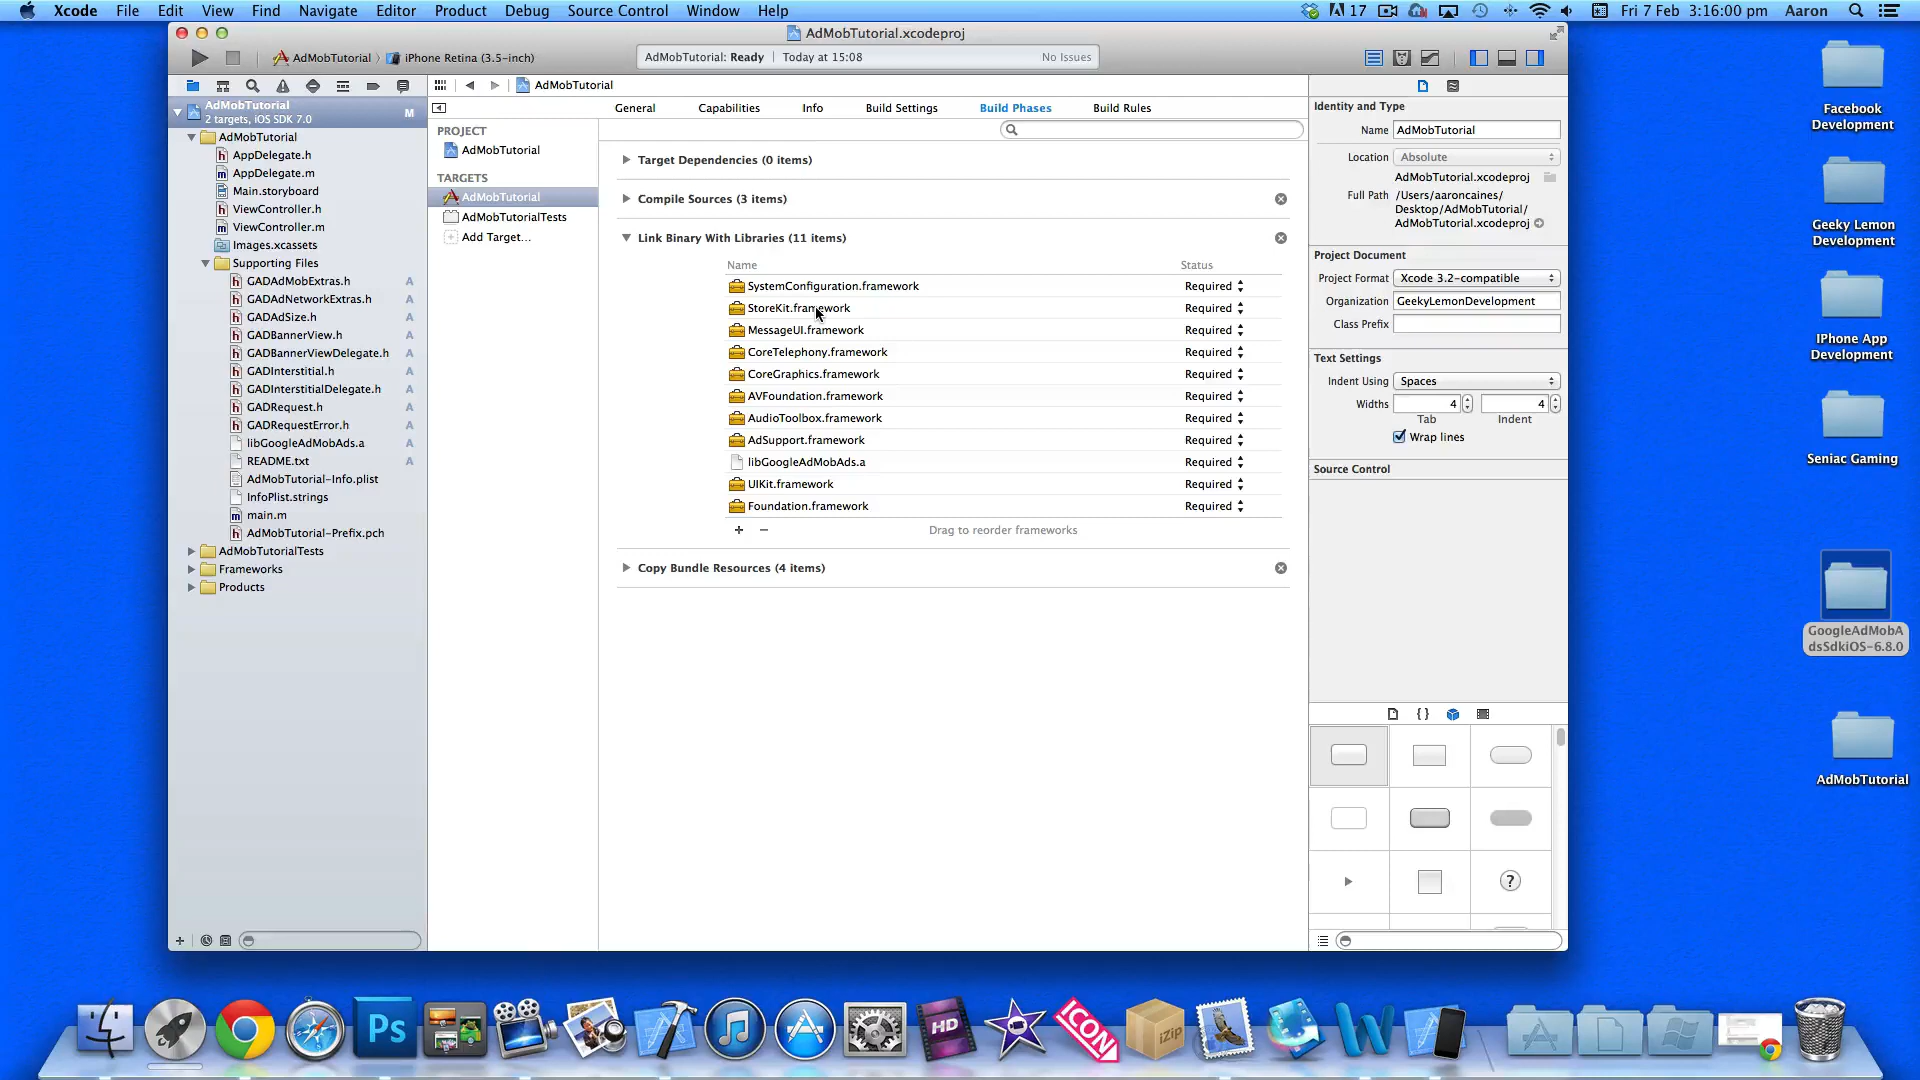 Xcode File Edit View Find Navigate Editor Product Debug Source Control Window Help
17 Fri 7 Feb 3:16:00 pm Aaron
AdMobTutorial.xcodeproj
AdMobTutorial iPhone Retina (3.5-inch)
AdMobTutorial: Ready Today at 15:08 No Issues
AdMobTutorial
2 targets, iOS SDK 7.0
M
AdMobTutorial
AppDelegate.h
AppDelegate.m
Main.storyboard
ViewController.h
ViewController.m
Images.xcassets
Supporting Files
GADAdMobExtras.h A
GADAdNetworkExtras.h A
GADAdSize.h A
GADBannerView.h A
GADBannerViewDelegate.h A
GADInterstitial.h A
GADInterstitialDelegate.h A
GADRequest.h A
GADRequestError.h A
libGoogleAdMobAds.a A
README.txt A
AdMobTutorial-Info.plist
InfoPlist.strings
main.m
AdMobTutorial-Prefix.pch
AdMobTutorialTests
Frameworks
Products
AdMobTutorial
General Capabilities Info Build Settings Build Phases Build Rules
PROJECT
AdMobTutorial
TARGETS
AdMobTutorial
AdMobTutorialTests
Add Target...
Target Dependencies (0 items)
Compile Sources (3 items)
Link Binary With Libraries (11 items)
Name Status
SystemConfiguration.framework Required
StoreKit.framework Required
MessageUI.framework Required
CoreTelephony.framework Required
CoreGraphics.framework Required
AVFoundation.framework Required
AudioToolbox.framework Required
AdSupport.framework Required
libGoogleAdMobAds.a Required
UIKit.framework Required
Foundation.framework Required
+ − Drag to reorder frameworks
Copy Bundle Resources (4 items)
Identity and Type
Name AdMobTutorial
Location Absolute
AdMobTutorial.xcodeproj
Full Path /Users/aaroncaines/
Desktop/AdMobTutorial/
AdMobTutorial.xcodeproj
Project Document
Project Format Xcode 3.2-compatible
Organization GeekyLemonDevelopment
Class Prefix
Text Settings
Indent Using Spaces
Widths 4 4
Tab Indent
Wrap lines
Source Control
Facebook
Development
Geeky Lemon
Development
IPhone App
Development
Seniac Gaming
GoogleAdMobA
dsSdkiOS-6.8.0
AdMobTutorial
Ps
HD
ICON
iZip